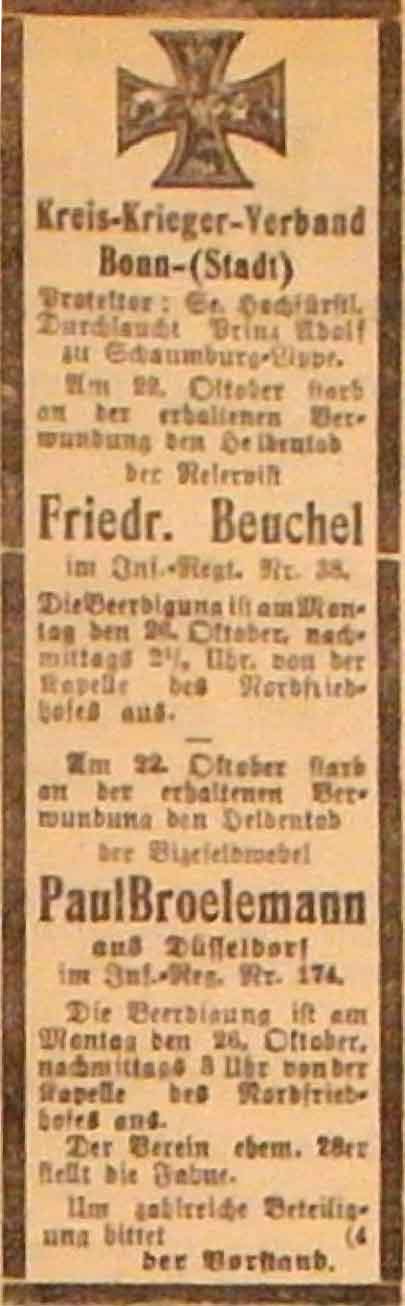 Kreis-Krieger-Verband
Bonn-(Stadt)
Protektor: Se. Hochfürstl.
Durchlaucht Prinz Adolf
zu Schaumburg-Lippe.
Am 22. Oktober starb
an der erhaltenen Ver-
wundung den Heldentod
der Reservist
Friedr. Beuchel
im Inf.-Regt. Nr. 38.
Die Beerdigung ist am Mon-
tag den 26. Oktober, nach-
mittags 2½ Uhr, von der
Kapelle des Nordfried-
hofes aus.
Am 22. Oktober starb
an der erhaltenen Ver-
wundung den Heldentod
der Vizefeldwebel
Paul Broelemann
aus Düsseldorf
im Inf.-Reg. Nr. 174.
Die Beerdigung ist am
Montag den 26. Oktober,
nachmittags 3 Uhr von der
Kapelle des Nordfried-
hofes aus.
Der Verein ehem. 28er
stellt die Fahne.
Um zahlreiche Beteilig-
ung bittet (4
der Vorstand.